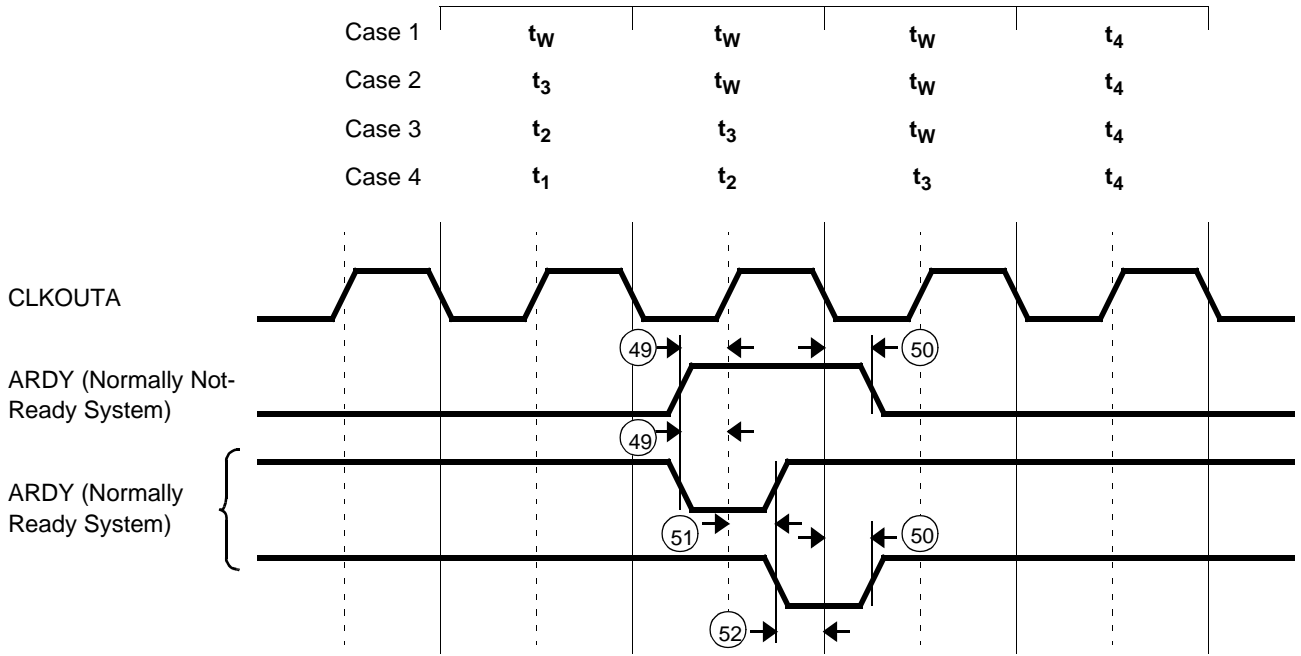 Case 1 tW tW tW t4
Case 2 t3 tW tW t4
Case 3 t2 t3 tW t4
Case 4 t1 t2 t3 t4
CLKOUTA
49 50
ARDY (Normally Not-
Ready System)
49
ARDY (Normally
Ready System)
51 50
52